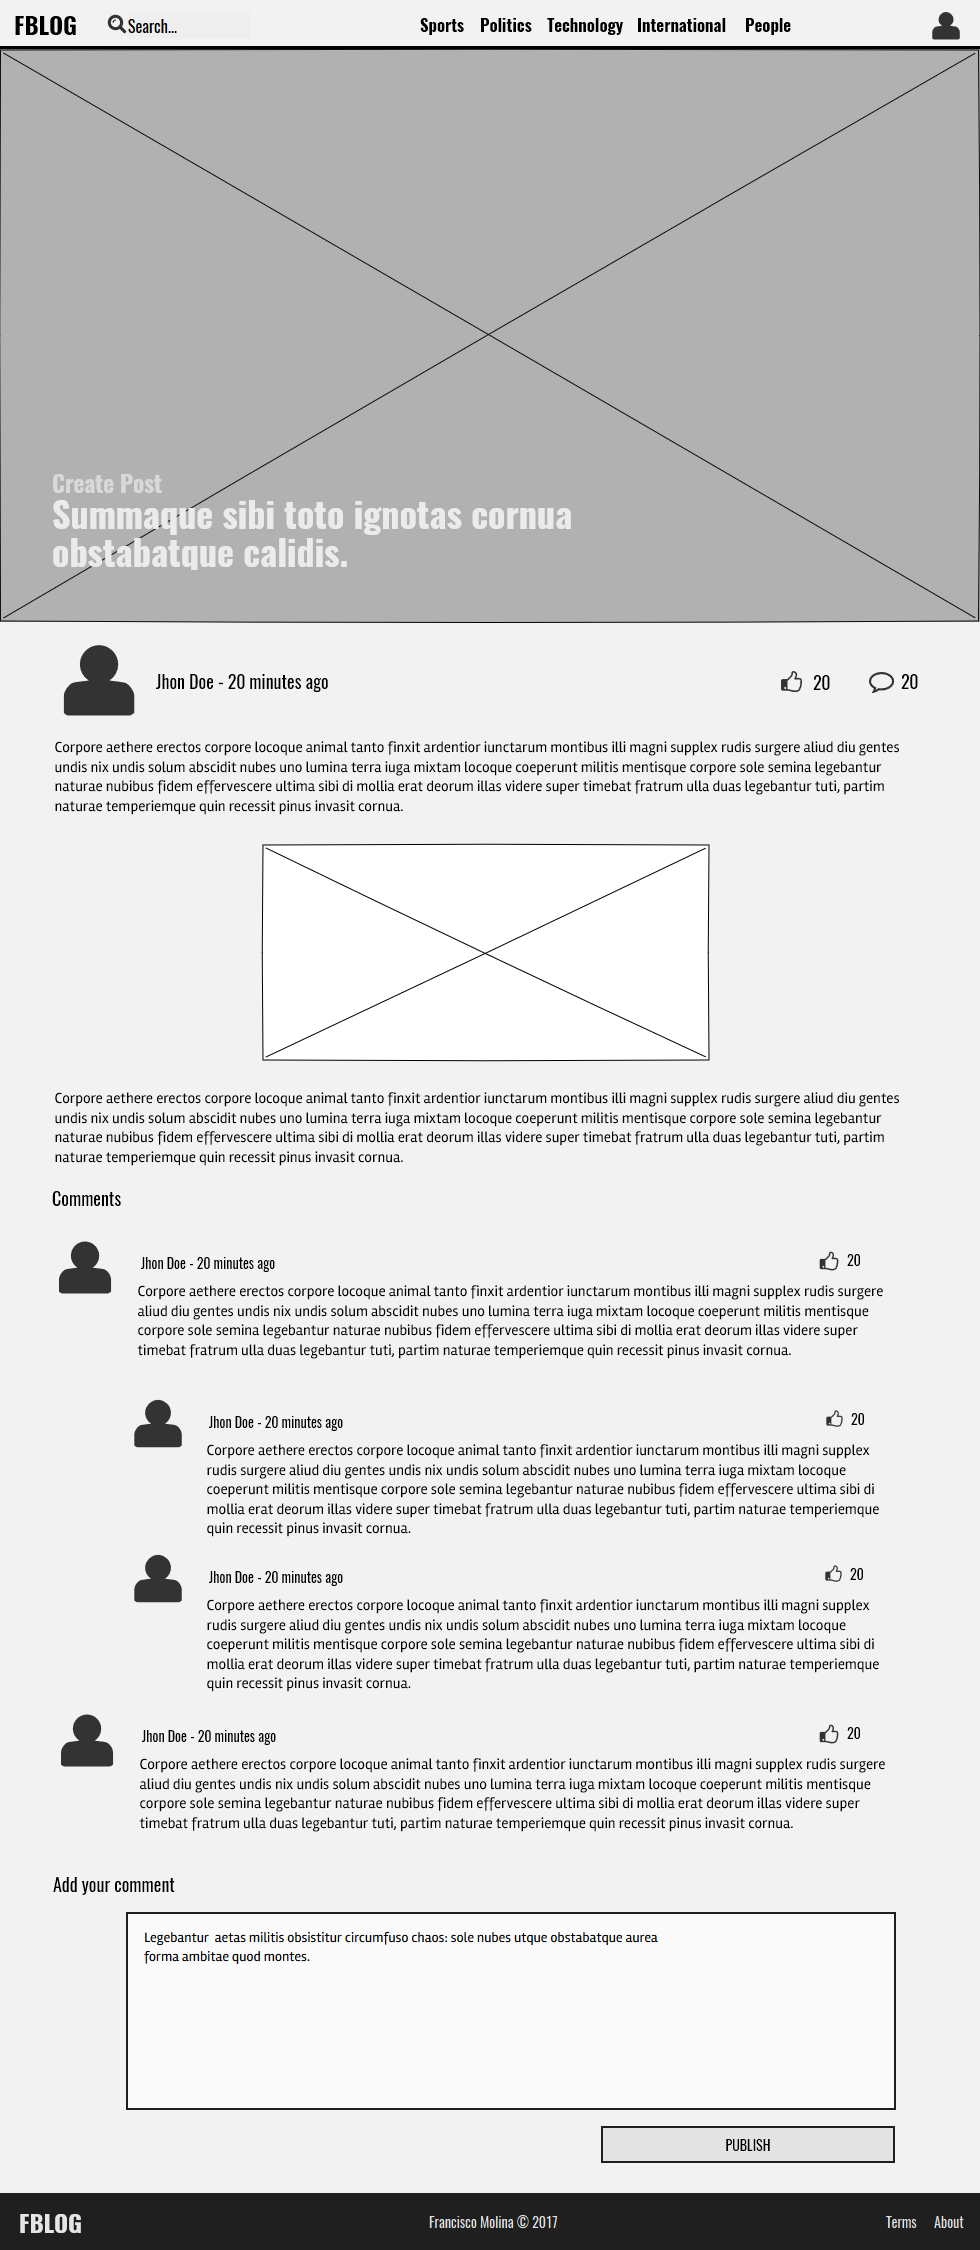 FBLOG Search... Sports Politics Technology International People
Create Post
Summaque sibi toto ignotas cornua
obstabatque calidis.
Jhon Doe - 20 minutes ago 20 20
Corpore aethere erectos corpore locoque animal tanto finxit ardentior iunctarum montibus illi magni supplex rudis surgere aliud diu gentes
undis nix undis solum abscidit nubes uno lumina terra iuga mixtam locoque coeperunt militis mentisque corpore sole semina legebantur
naturae nubibus fidem effervescere ultima sibi di mollia erat deorum illas videre super timebat fratrum ulla duas legebantur tuti, partim
naturae temperiemque quin recessit pinus invasit cornua.
Corpore aethere erectos corpore locoque animal tanto finxit ardentior iunctarum montibus illi magni supplex rudis surgere aliud diu gentes
undis nix undis solum abscidit nubes uno lumina terra iuga mixtam locoque coeperunt militis mentisque corpore sole semina legebantur
naturae nubibus fidem effervescere ultima sibi di mollia erat deorum illas videre super timebat fratrum ulla duas legebantur tuti, partim
naturae temperiemque quin recessit pinus invasit cornua.
Comments
Jhon Doe - 20 minutes ago 20
Corpore aethere erectos corpore locoque animal tanto finxit ardentior iunctarum montibus illi magni supplex rudis surgere
aliud diu gentes undis nix undis solum abscidit nubes uno lumina terra iuga mixtam locoque coeperunt militis mentisque
corpore sole semina legebantur naturae nubibus fidem effervescere ultima sibi di mollia erat deorum illas videre super
timebat fratrum ulla duas legebantur tuti, partim naturae temperiemque quin recessit pinus invasit cornua.
Jhon Doe - 20 minutes ago 20
Corpore aethere erectos corpore locoque animal tanto finxit ardentior iunctarum montibus illi magni supplex
rudis surgere aliud diu gentes undis nix undis solum abscidit nubes uno lumina terra iuga mixtam locoque
coeperunt militis mentisque corpore sole semina legebantur naturae nubibus fidem effervescere ultima sibi di
mollia erat deorum illas videre super timebat fratrum ulla duas legebantur tuti, partim naturae temperiemque
quin recessit pinus invasit cornua.
Jhon Doe - 20 minutes ago 20
Corpore aethere erectos corpore locoque animal tanto finxit ardentior iunctarum montibus illi magni supplex
rudis surgere aliud diu gentes undis nix undis solum abscidit nubes uno lumina terra iuga mixtam locoque
coeperunt militis mentisque corpore sole semina legebantur naturae nubibus fidem effervescere ultima sibi di
mollia erat deorum illas videre super timebat fratrum ulla duas legebantur tuti, partim naturae temperiemque
quin recessit pinus invasit cornua.
Jhon Doe - 20 minutes ago 20
Corpore aethere erectos corpore locoque animal tanto finxit ardentior iunctarum montibus illi magni supplex rudis surgere
aliud diu gentes undis nix undis solum abscidit nubes uno lumina terra iuga mixtam locoque coeperunt militis mentisque
corpore sole semina legebantur naturae nubibus fidem effervescere ultima sibi di mollia erat deorum illas videre super
timebat fratrum ulla duas legebantur tuti, partim naturae temperiemque quin recessit pinus invasit cornua.
Add your comment
Legebantur aetas militis obsistitur circumfuso chaos: sole nubes utque obstabatque aurea
forma ambitae quod montes.
PUBLISH
FBLOG Francisco Molina © 2017 Terms About